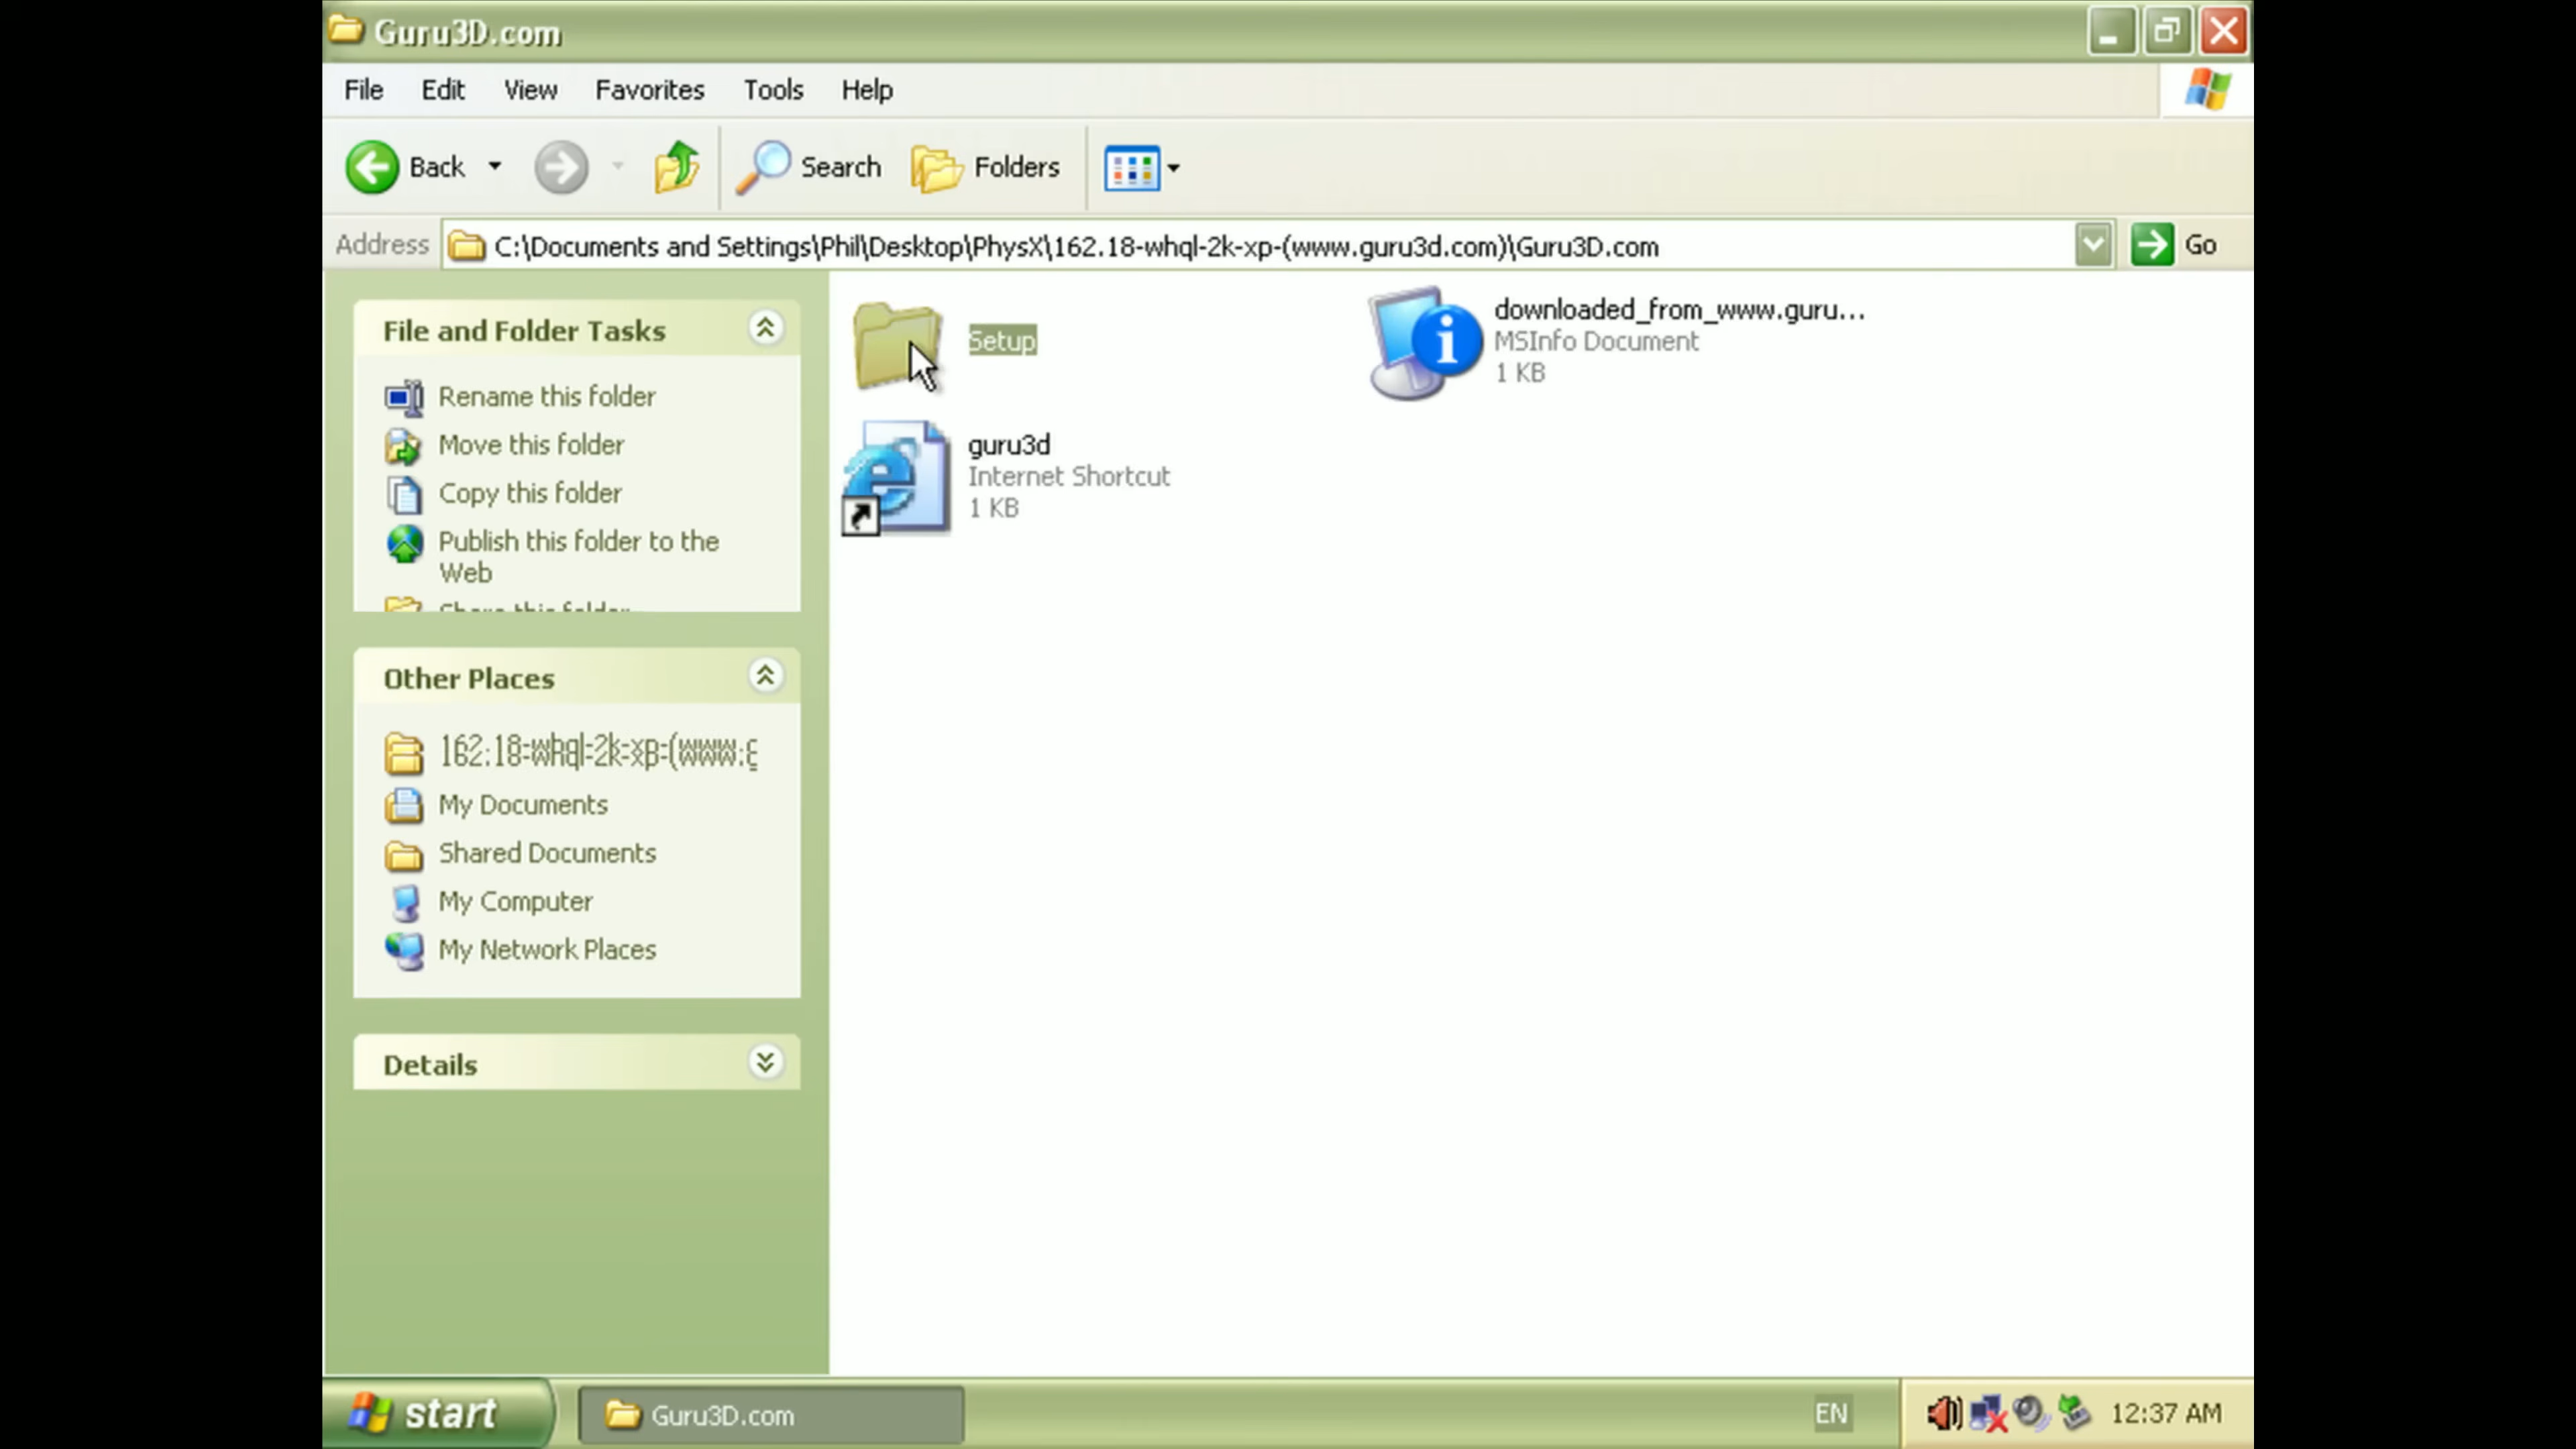 Guru3D.com
File Edit View Favorites Tools Help
Back Search Folders
Address C:\Documents and Settings\Phil\Desktop\PhysX\162.18-whql-2k-xp-(www.guru3d.com)\Guru3D.com Go
File and Folder Tasks
Rename this folder
Move this folder
Copy this folder
Publish this folder to the
Web
Share this folder
Other Places
162.18-whql-2k-xp-(www.g
My Documents
Shared Documents
My Computer
My Network Places
Details
Setup
downloaded_from_www.guru...
MSInfo Document
1 KB
guru3d
Internet Shortcut
1 KB
start Guru3D.com EN 12:37 AM